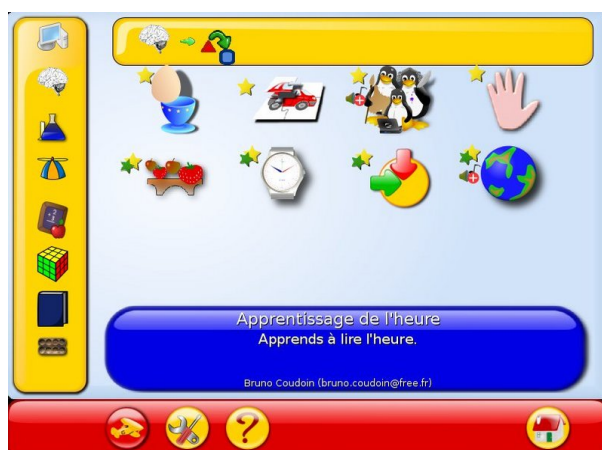 Apprentissage de l'heure
Apprends à lire l'heure.
Bruno Coudoin (bruno.coudoin@free.fr)